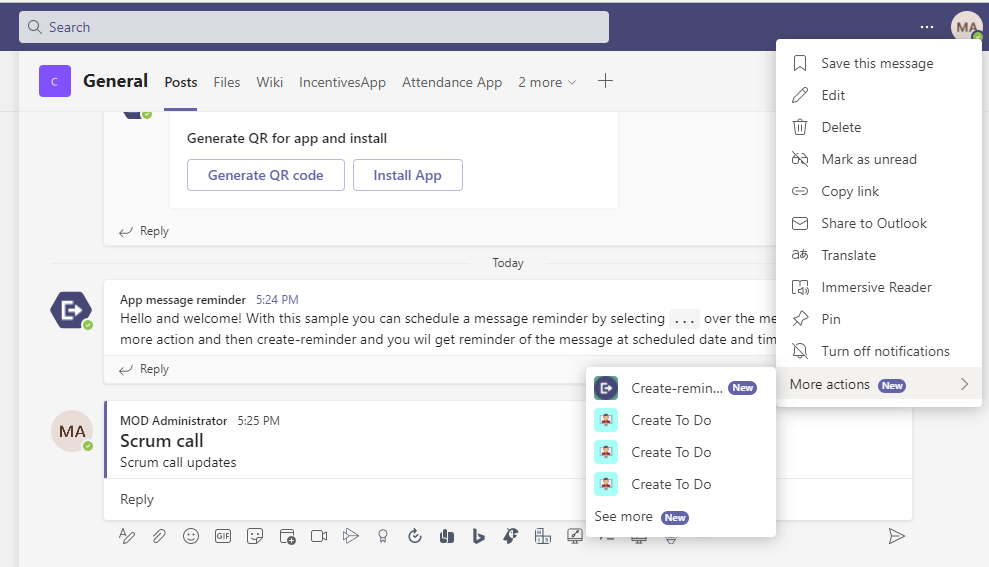 Search
MA
C
General
Posts Files Wiki IncentivesApp Attendance App 2 more
Generate QR for app and install
Generate QR code Install App
Reply
Today
App message reminder 5:24 PM
Hello and welcome! With this sample you can schedule a message reminder by selecting ... over the me
more action and then create-reminder and you wil get reminder of the message at scheduled date and tim
Reply
MA
MOD Administrator 5:25 PM
Scrum call
Scrum call updates
Reply
GIF
Save this message
Edit
Delete
Mark as unread
Copy link
Share to Outlook
Translate
Immersive Reader
Pin
Turn off notifications
More actions New
Create-remin... New
Create To Do
Create To Do
Create To Do
See more New